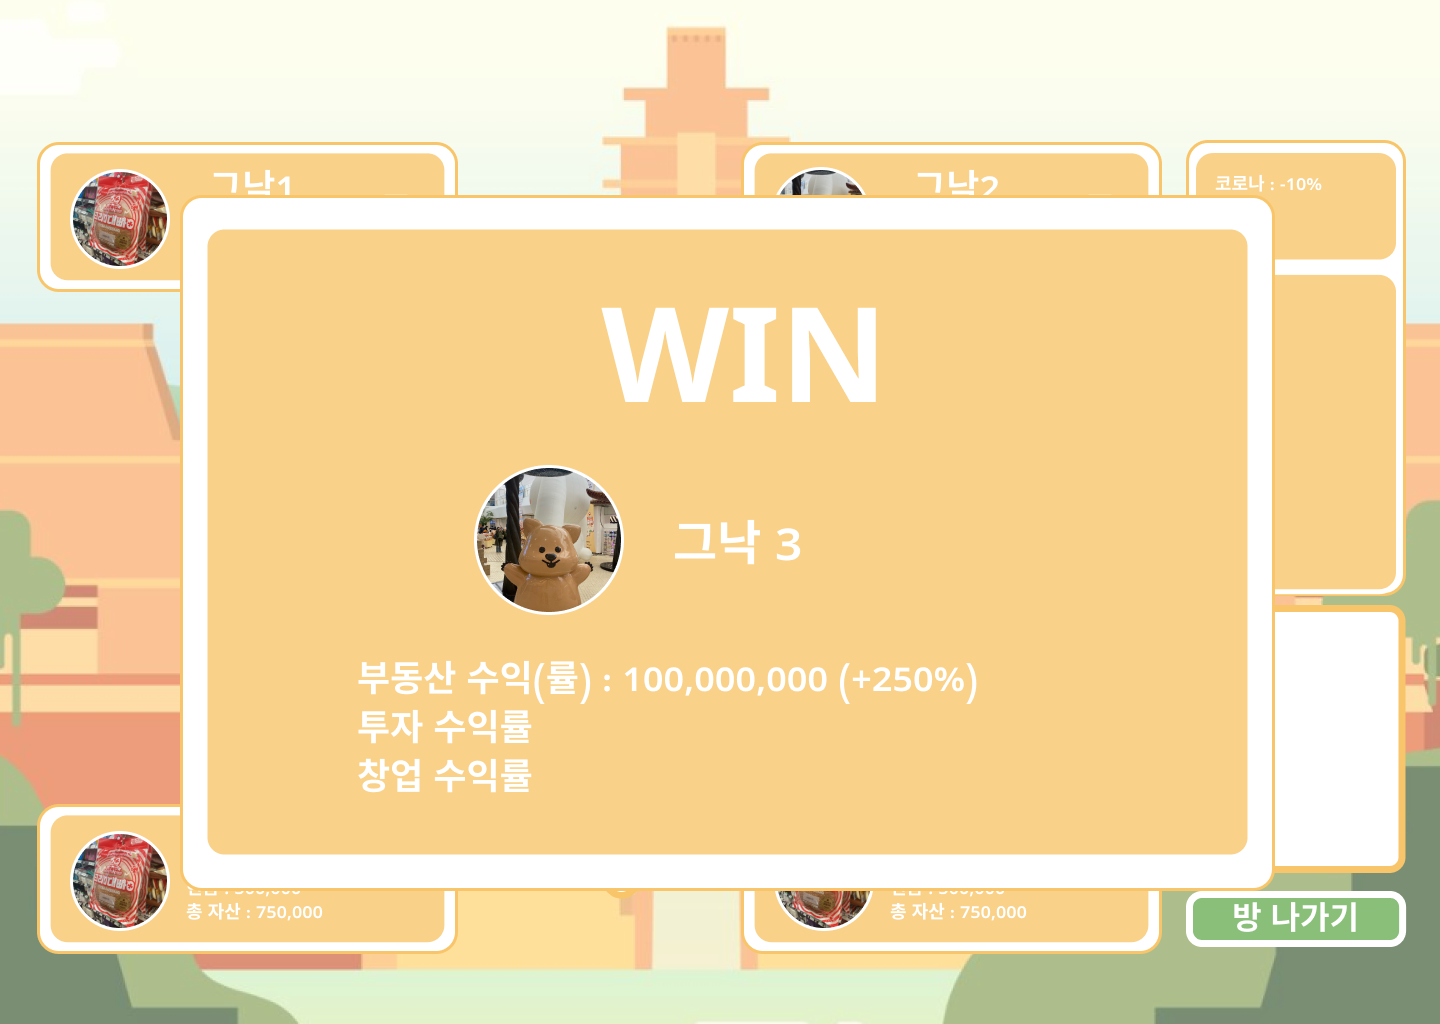 그낙1
그낙2
코로나 : -10%
WIN
그낙 3
부동산 수익(률) : 100,000,000 (+250%)
투자 수익률
창업 수익률
총 자산 : 750,000
총 자산 : 750,000
방 나가기